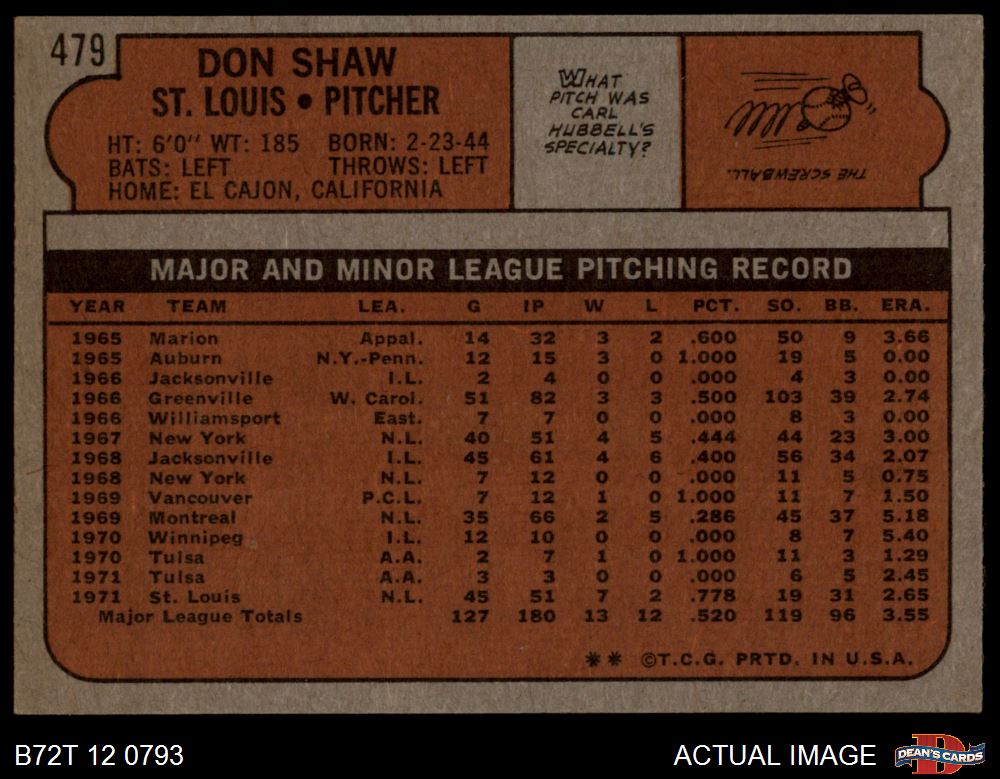 479
DON SHAW
ST. LOUIS • PITCHER
HT: 6'0" WT: 185 BORN: 2-23-44
BATS: LEFT THROWS: LEFT
HOME: EL CAJON, CALIFORNIA
WHAT
PITCH WAS
CARL
HUBBELL'S
SPECIALTY?
THE SCREWBALL.
MAJOR AND MINOR LEAGUE PITCHING RECORD
YEAR TEAM LEA. G IP W L PCT. SO. BB. ERA.
1965 Marion Appal. 14 32 3 2 .600 50 9 3.66
1965 Auburn N.Y.-Penn. 12 15 3 0 1.000 19 5 0.00
1966 Jacksonville I.L. 2 4 0 0 .000 4 3 0.00
1966 Greenville W. Carol. 51 82 3 3 .500 103 39 2.74
1966 Williamsport East. 7 7 0 0 .000 8 3 0.00
1967 New York N.L. 40 51 4 5 .444 44 23 3.00
1968 Jacksonville I.L. 45 61 4 6 .400 56 34 2.07
1968 New York N.L. 7 12 0 0 .000 11 5 0.75
1969 Vancouver P.C.L. 7 12 1 0 1.000 11 7 1.50
1969 Montreal N.L. 35 66 2 5 .286 45 37 5.18
1970 Winnipeg I.L. 12 10 0 0 .000 8 7 5.40
1970 Tulsa A.A. 2 7 1 0 1.000 11 3 1.29
1971 Tulsa A.A. 3 3 0 0 .000 6 5 2.45
1971 St. Louis N.L. 45 51 7 2 .778 19 31 2.65
Major League Totals 127 180 13 12 .520 119 96 3.55
** ©T.C.G. PRTD. IN U.S.A.
B72T 12 0793 ACTUAL IMAGE DEAN'S CARDS